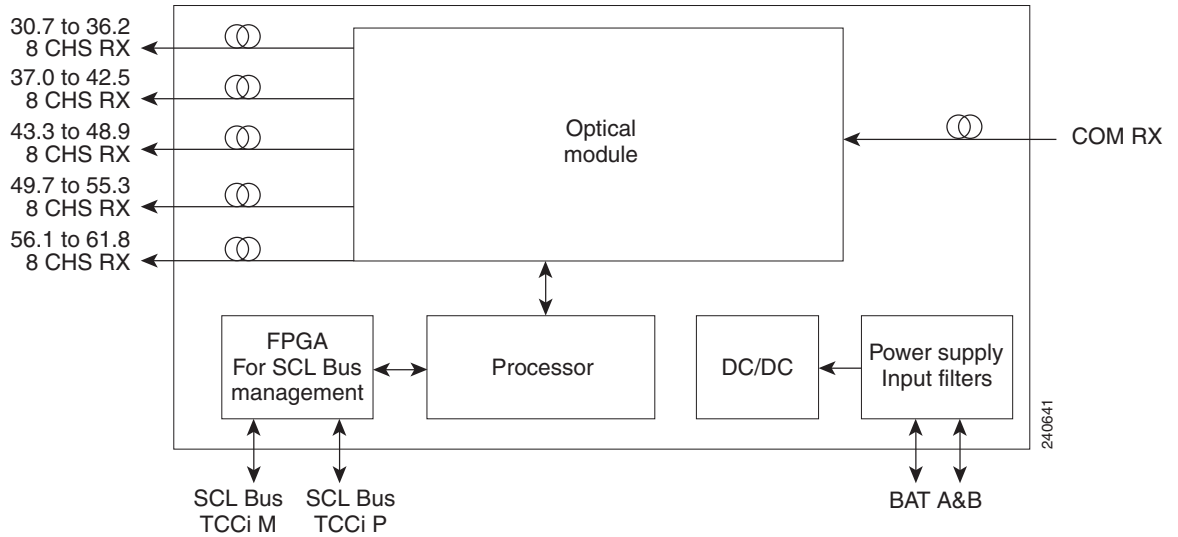 30.7 to 36.2
8 CHS RX
37.0 to 42.5
8 CHS RX
43.3 to 48.9
8 CHS RX
49.7 to 55.3
8 CHS RX
56.1 to 61.8
8 CHS RX
Optical
module
COM RX
FPGA
For SCL Bus
management
Processor
DC/DC
Power supply
Input filters
240641
SCL Bus
TCCi M
SCL Bus
TCCi P
BAT A&B